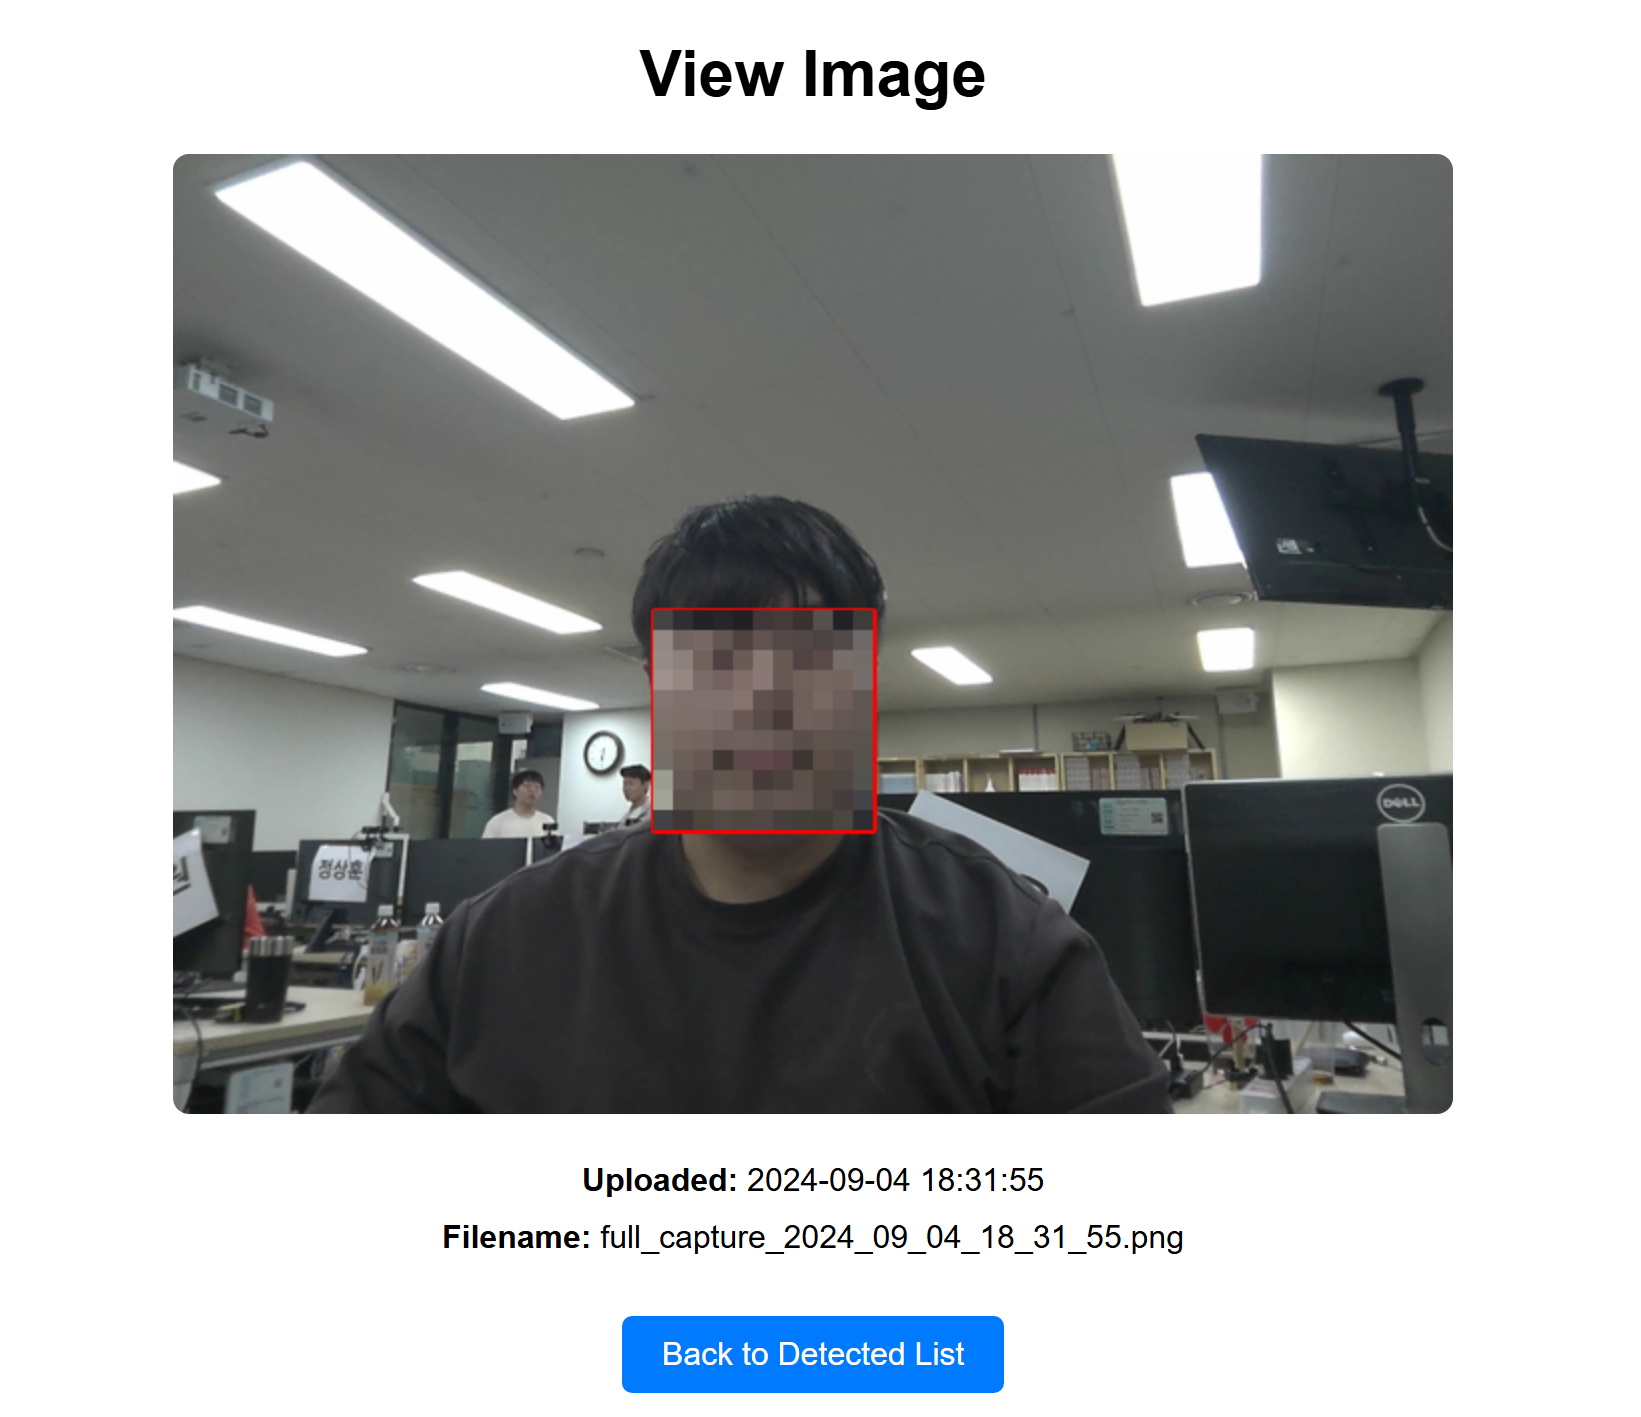 View Image
DELL
정상훈
Uploaded: 2024-09-04 18:31:55
Filename: full_capture_2024_09_04_18_31_55.png
Back to Detected List